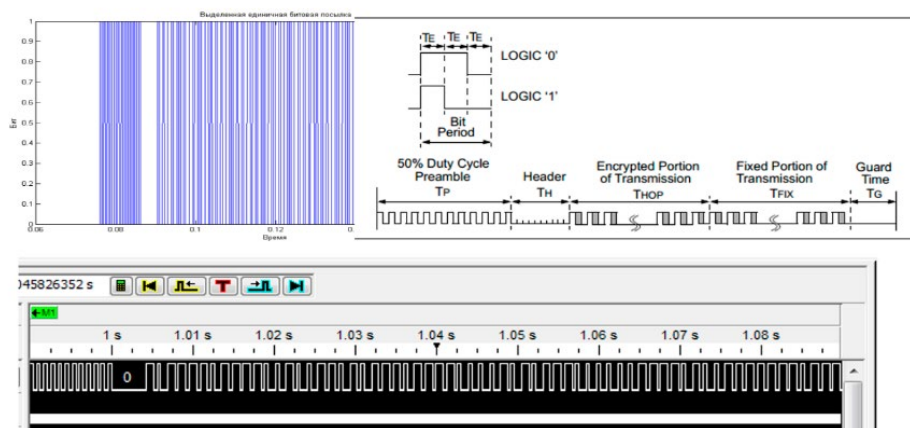 Выделенная единичная битовая посылка
1
0.9
0.8
0.7
0.6
0.5
0.4
0.3
0.2
0.1
0
Бит
0.06
0.08
0.1
0.12
0.
Время
TE TE TE
LOGIC '0'
LOGIC '1'
Bit
Period
50% Duty Cycle
Preamble
TP
Header
TH
Encrypted Portion
of Transmission
THOP
Fixed Portion of
Transmission
TFIX
Guard
Time
TG
045826352 s
T
M1
1 s 1.01 s 1.02 s 1.03 s 1.04 s 1.05 s 1.06 s 1.07 s 1.08 s
0